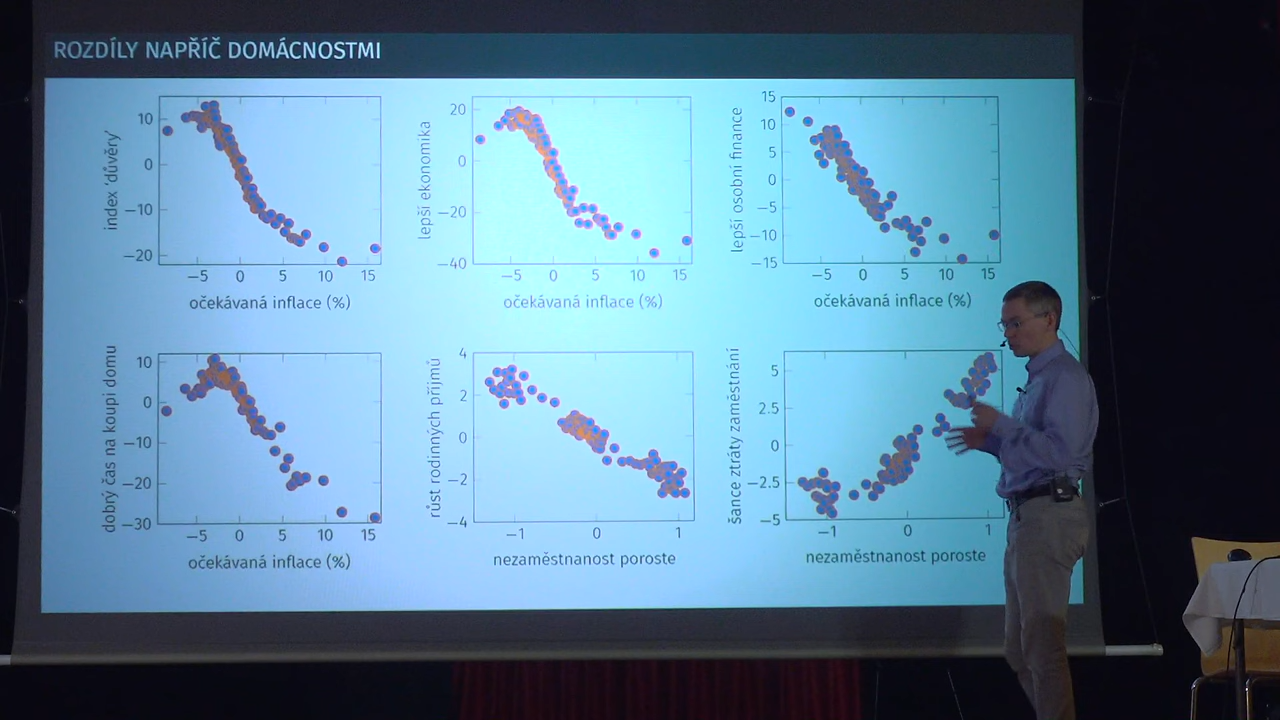 ROZDÍLY NAPŘÍČ DOMÁCNOSTMI
10
0
−10
−20
index ‘důvěry’
−5 0 5 10 15
očekávaná inflace (%)
20
0
−20
−40
lepší ekonomika
−5 0 5 10 15
očekávaná inflace (%)
15
10
5
0
−5
−10
−15
lepší osobní finance
−5 0 5 10 15
očekávaná inflace (%)
10
0
−10
−20
−30
dobrý čas na koupi domu
−5 0 5 10 15
očekávaná inflace (%)
4
2
0
−2
−4
růst rodinných příjmů
−1 0 1
nezaměstnanost poroste
5
2.5
0
−2.5
−5
šance ztráty zaměstnání
−1 0 1
nezaměstnanost poroste